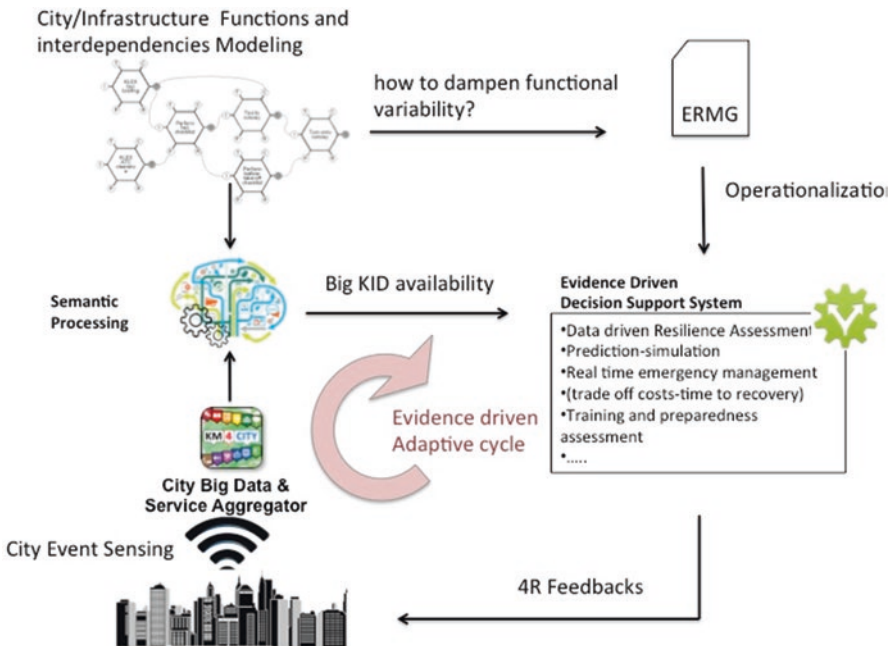 City/Infrastructure Functions and
interdependencies Modeling
how to dampen functional
variability?
ERMG
Operationalization
Semantic
Processing
Big KID availability
Evidence Driven
Decision Support System
•Data driven Resilience Assessment
•Prediction-simulation
•Real time emergency management
•(trade off costs-time to recovery)
•Training and preparedness
assessment
•.....
Evidence driven
Adaptive cycle
KM 4 CITY
City Big Data &
Service Aggregator
City Event Sensing
4R Feedbacks